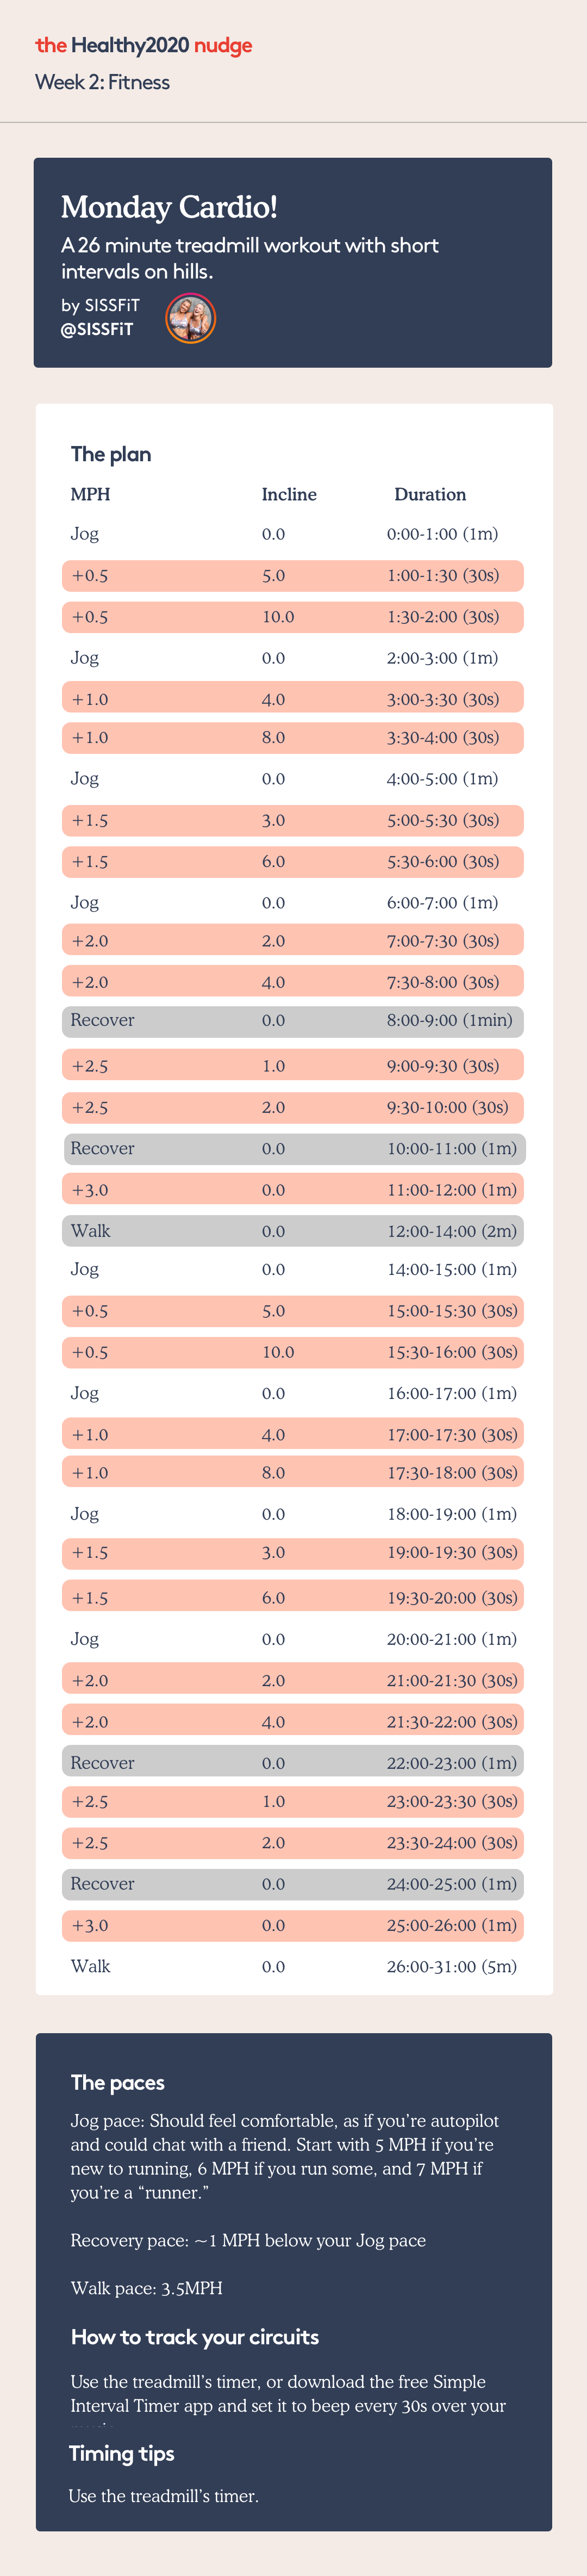 the Healthy2020 nudge
Week 2: Fitness
Monday Cardio!
A 26 minute treadmill workout with short
intervals on hills.
by SISSFiT
@SISSFiT
The plan
MPH Incline Duration
Jog 0.0 0:00-1:00 (1m)
+0.5 5.0 1:00-1:30 (30s)
+0.5 10.0 1:30-2:00 (30s)
Jog 0.0 2:00-3:00 (1m)
+1.0 4.0 3:00-3:30 (30s)
+1.0 8.0 3:30-4:00 (30s)
Jog 0.0 4:00-5:00 (1m)
+1.5 3.0 5:00-5:30 (30s)
+1.5 6.0 5:30-6:00 (30s)
Jog 0.0 6:00-7:00 (1m)
+2.0 2.0 7:00-7:30 (30s)
+2.0 4.0 7:30-8:00 (30s)
Recover 0.0 8:00-9:00 (1min)
+2.5 1.0 9:00-9:30 (30s)
+2.5 2.0 9:30-10:00 (30s)
Recover 0.0 10:00-11:00 (1m)
+3.0 0.0 11:00-12:00 (1m)
Walk 0.0 12:00-14:00 (2m)
Jog 0.0 14:00-15:00 (1m)
+0.5 5.0 15:00-15:30 (30s)
+0.5 10.0 15:30-16:00 (30s)
Jog 0.0 16:00-17:00 (1m)
+1.0 4.0 17:00-17:30 (30s)
+1.0 8.0 17:30-18:00 (30s)
Jog 0.0 18:00-19:00 (1m)
+1.5 3.0 19:00-19:30 (30s)
+1.5 6.0 19:30-20:00 (30s)
Jog 0.0 20:00-21:00 (1m)
+2.0 2.0 21:00-21:30 (30s)
+2.0 4.0 21:30-22:00 (30s)
Recover 0.0 22:00-23:00 (1m)
+2.5 1.0 23:00-23:30 (30s)
+2.5 2.0 23:30-24:00 (30s)
Recover 0.0 24:00-25:00 (1m)
+3.0 0.0 25:00-26:00 (1m)
Walk 0.0 26:00-31:00 (5m)
The paces
Jog pace: Should feel comfortable, as if you’re autopilot
and could chat with a friend. Start with 5 MPH if you’re
new to running, 6 MPH if you run some, and 7 MPH if
you’re a “runner.”
Recovery pace: ~1 MPH below your Jog pace
Walk pace: 3.5MPH
How to track your circuits
Use the treadmill’s timer, or download the free Simple
Interval Timer app and set it to beep every 30s over your
Timing tips
Use the treadmill’s timer.